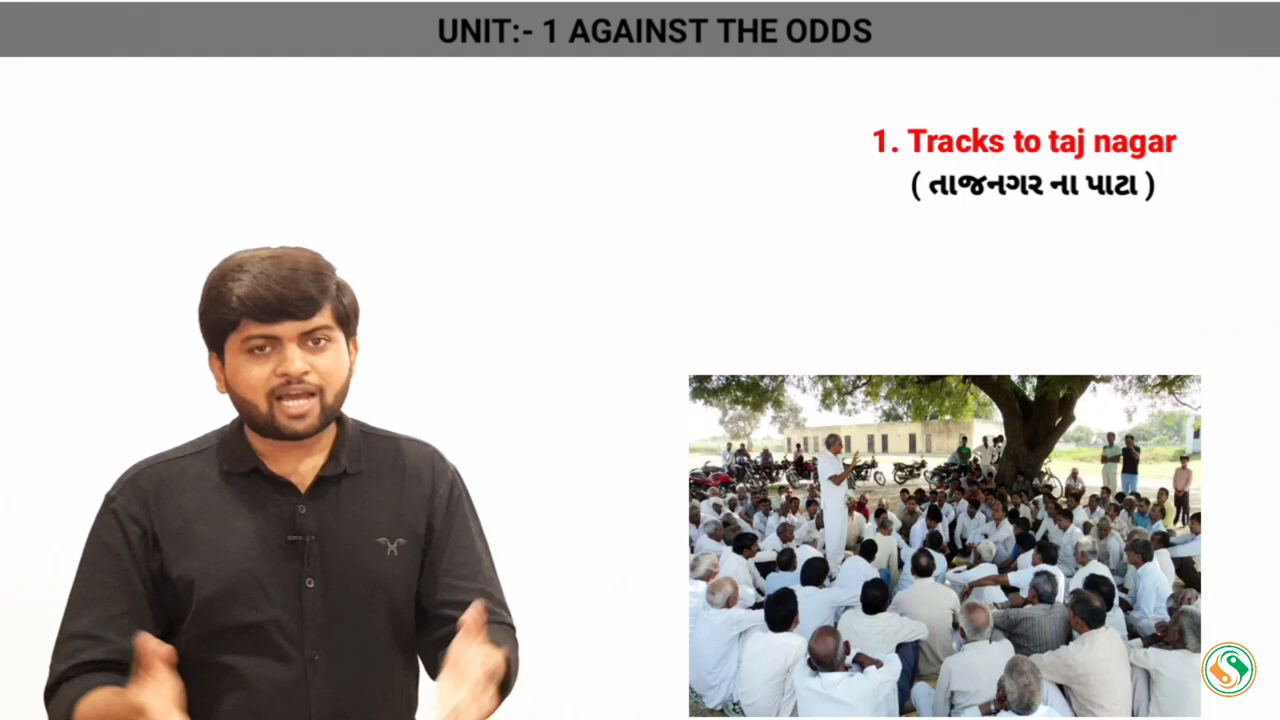 UNIT:- 1 AGAINST THE ODDS
1. Tracks to taj nagar
( તાજનગર ના પાટા )